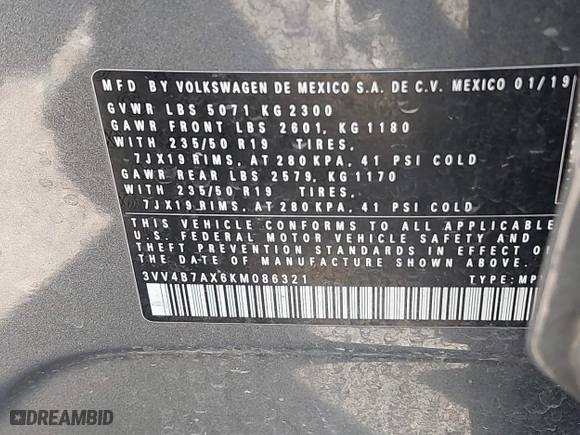 MFD BY VOLKSWAGEN DE MEXICO S.A. DE C.V. MEXICO 01/19
GVWR LBS 5071 KG 2300
GAWR FRONT LBS 2601, KG 1180
WITH 235/50 R19 TIRES,
7JX19 RIMS, AT 280 KPA, 41 PSI COLD
GAWR REAR LBS 2579, KG 1170
WITH 235/50 R19 TIRES,
7JX19 RIMS, AT 280 KPA, 41 PSI COLD
THIS VEHICLE CONFORMS TO ALL APPLICABLE
U.S. FEDERAL MOTOR VEHICLE SAFETY AND
THEFT PREVENTION STANDARDS IN EFFECT ON
THE DATE OF MANUFACTURE SHOWN ABOVE.
3VV4B7AX6KM086321 TYPE:MPV
DREAMBID